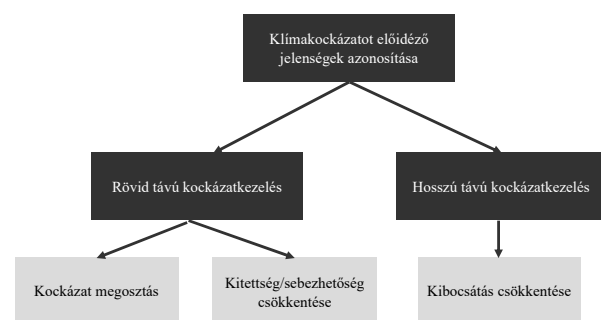 Klímakockázatot előidéző
jelenségek azonosítása
Rövid távú kockázatkezelés
Hosszú távú kockázatkezelés
Kockázat megosztás
Kitettség/sebezhetőség
csökkentése
Kibocsátás csökkentése